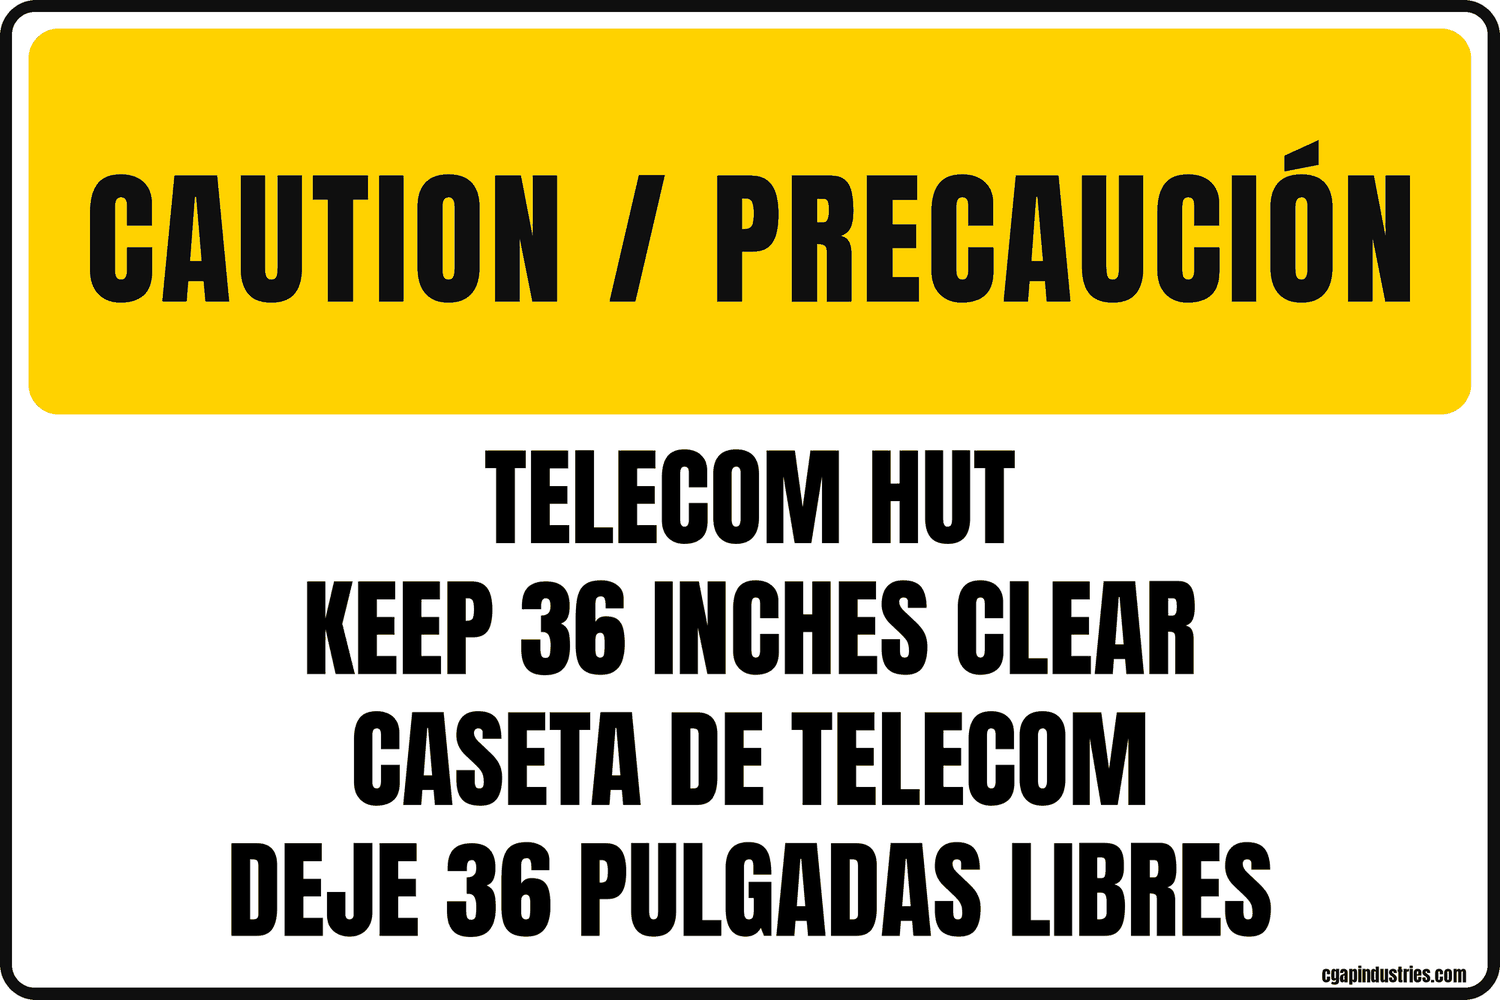 CAUTION / PRECAUCIÓN
TELECOM HUT
KEEP 36 INCHES CLEAR
CASETA DE TELECOM
DEJE 36 PULGADAS LIBRES
cgapindustries.com